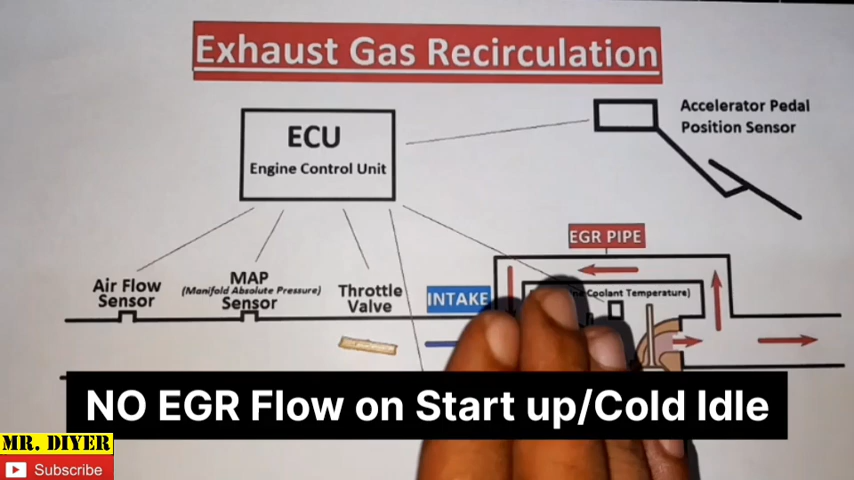 Exhaust Gas Recirculation
Accelerator Pedal
Position Sensor
ECU
Engine Control Unit
EGR PIPE
Air Flow
Sensor
MAP
(Manifold Absolute Pressure)
Sensor
Throttle
Valve
INTAKE
Coolant Temperature)
NO EGR Flow on Start up/Cold Idle
MR. DIYER
Subscribe